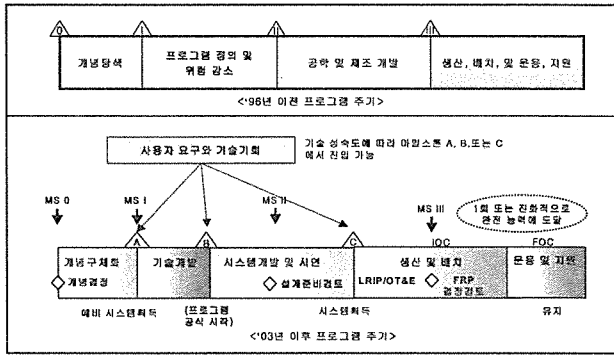 0 I II III
개념탐색
프로그램 정의 및
위험 감소
공학 및 제조 개발
생산, 배치, 및 운용, 지원
<'96년 이전 프로그램 주기>
사용자 요구와 기술기회
기술 성숙도에 따라 마일스톤 A, B,또는 C
에서 진입 가능
MS 0 MS I MS II MS III
1회 또는 진화적으로
완전 능력에 도달
A B C IOC FOC
개념구체화
기술개발
시스템개발 및 시연
생산 및 배치
운용 및 지원
개념결정
설계준비검토
LRIP/OT&E
FRP
결정검토
예비 시스템획득
(프로그램
공식 시작)
시스템획득
유지
<'03년 이후 프로그램 주기>